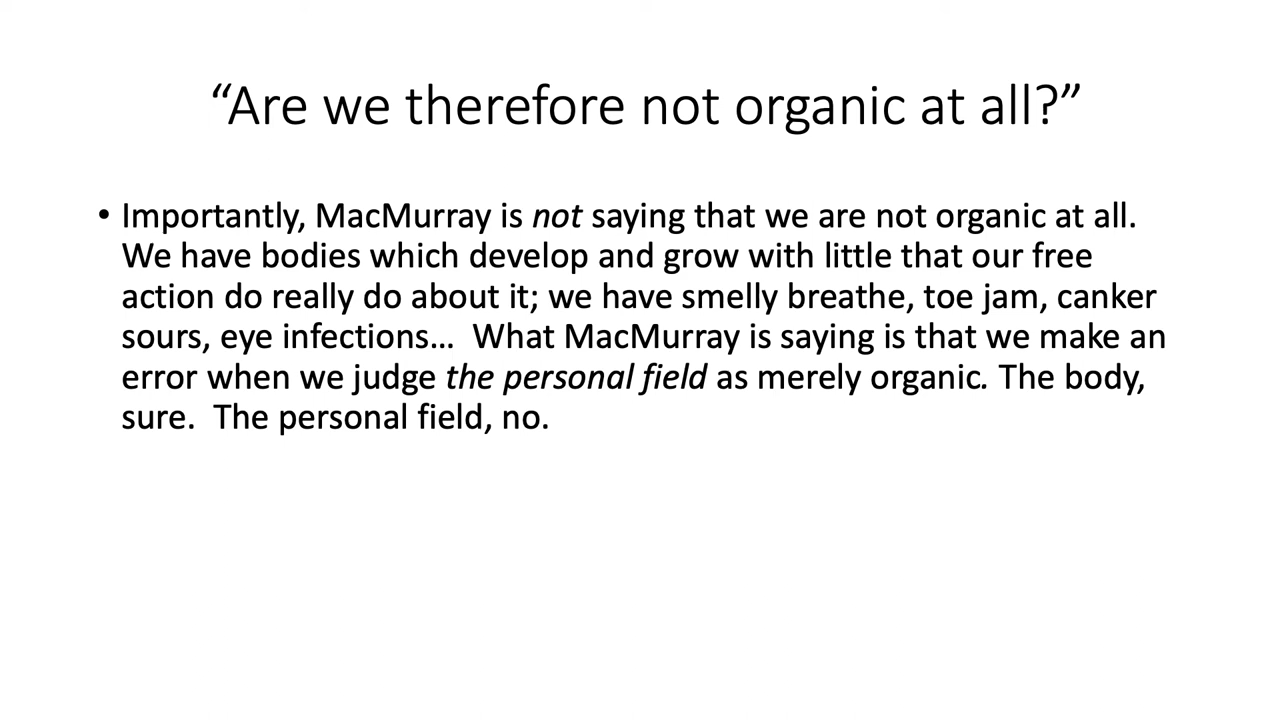 “Are we therefore not organic at all?”
• Importantly, MacMurray is not saying that we are not organic at all.
We have bodies which develop and grow with little that our free
action do really do about it; we have smelly breathe, toe jam, canker
sours, eye infections… What MacMurray is saying is that we make an
error when we judge the personal field as merely organic. The body,
sure. The personal field, no.